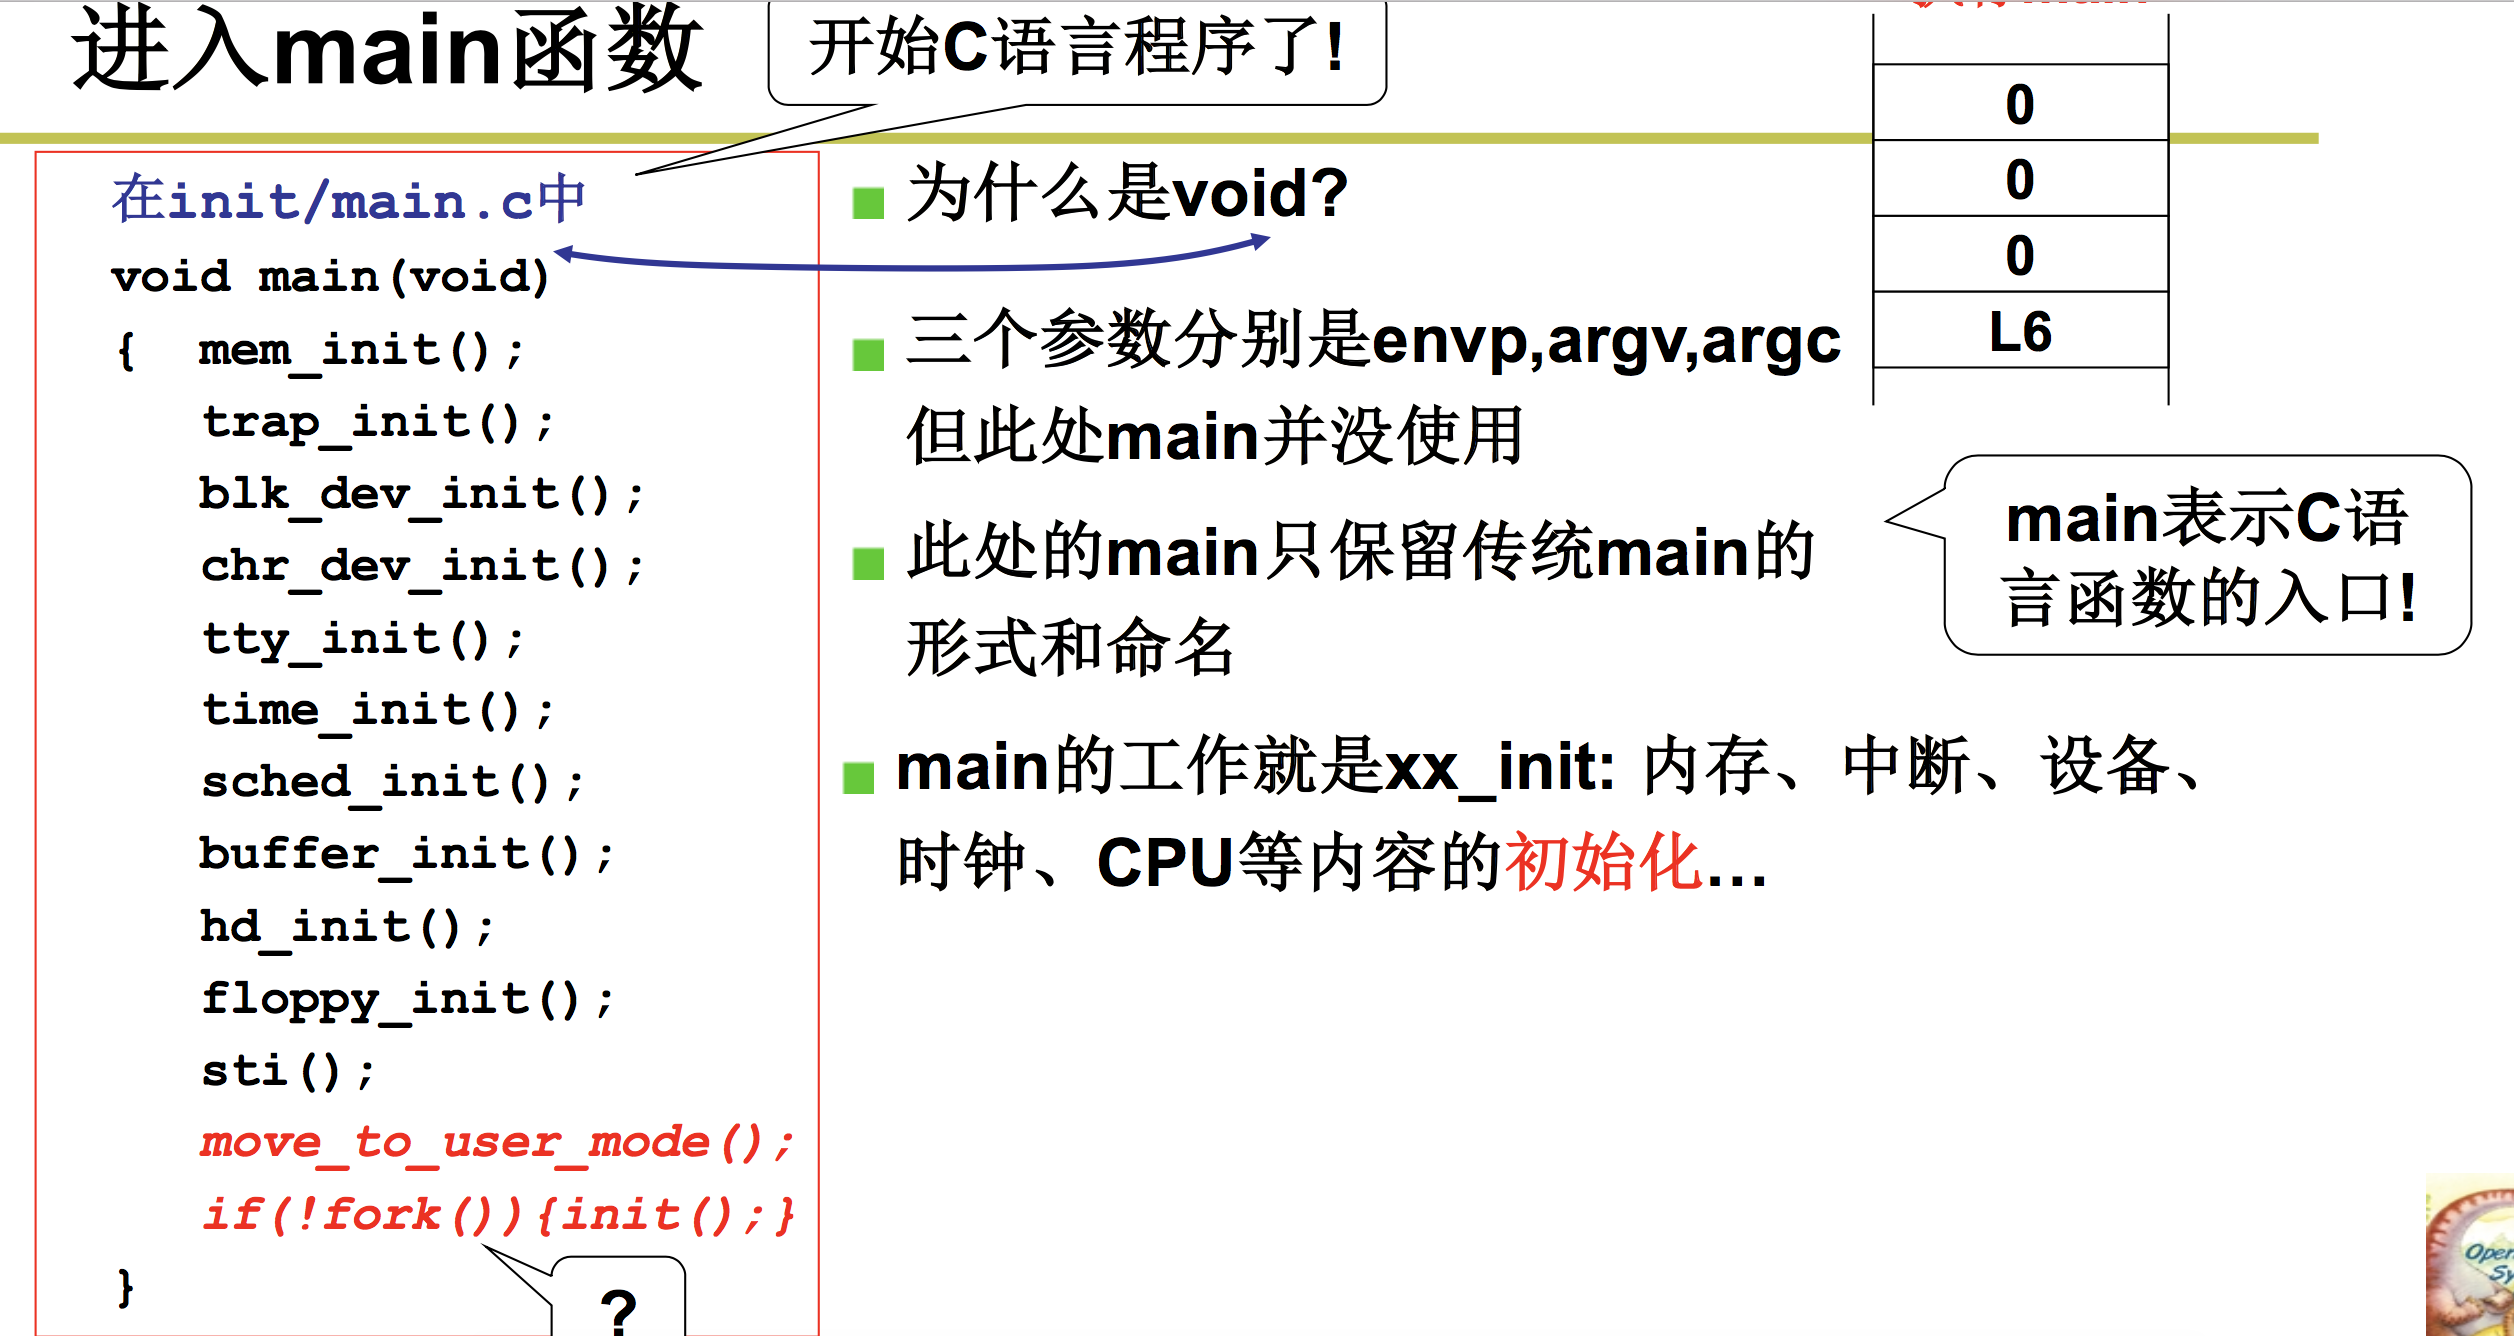 进入main函数
开始C语言程序了!
0
0
0
L6
在init/main.c中
void main(void)
{ mem_init();
trap_init();
blk_dev_init();
chr_dev_init();
tty_init();
time_init();
sched_init();
buffer_init();
hd_init();
floppy_init();
sti();
move_to_user_mode();
if(!fork()){init();}
}
?
为什么是void?
三个参数分别是envp,argv,argc
但此处main并没使用
此处的main只保留传统main的
形式和命名
main的工作就是xx_init: 内存、中断、设备、
时钟、CPU等内容的初始化…
main表示C语
言函数的入口!